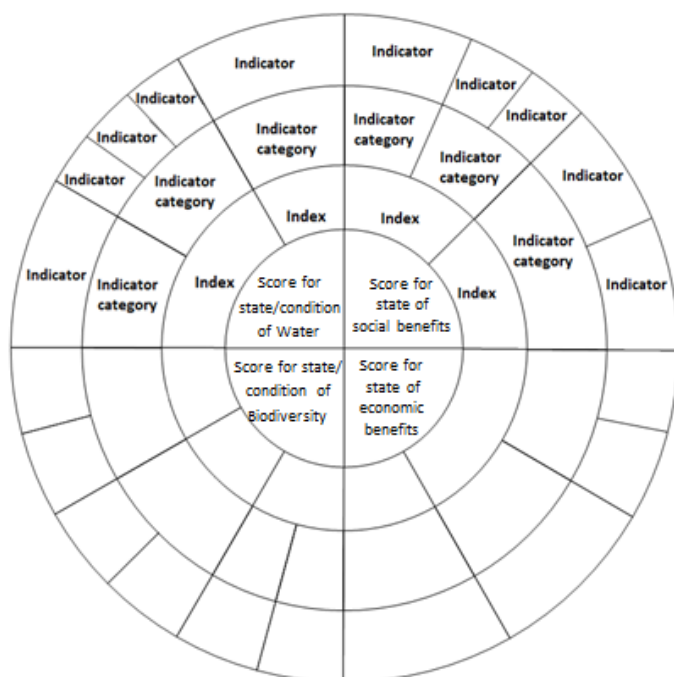 Indicator
Indicator
Indicator
Indicator
Indicator
Indicator
Indicator
Indicator
Indicator
Indicator
Indicator
category
Indicator
category
Indicator
category
Indicator
category
Indicator
category
Indicator
category
Index
Index
Index
Index
Score for
state/condition
of Water
Score for
state of
social benefits
Score for state/
condition of
Biodiversity
Score for
state of
economic
benefits